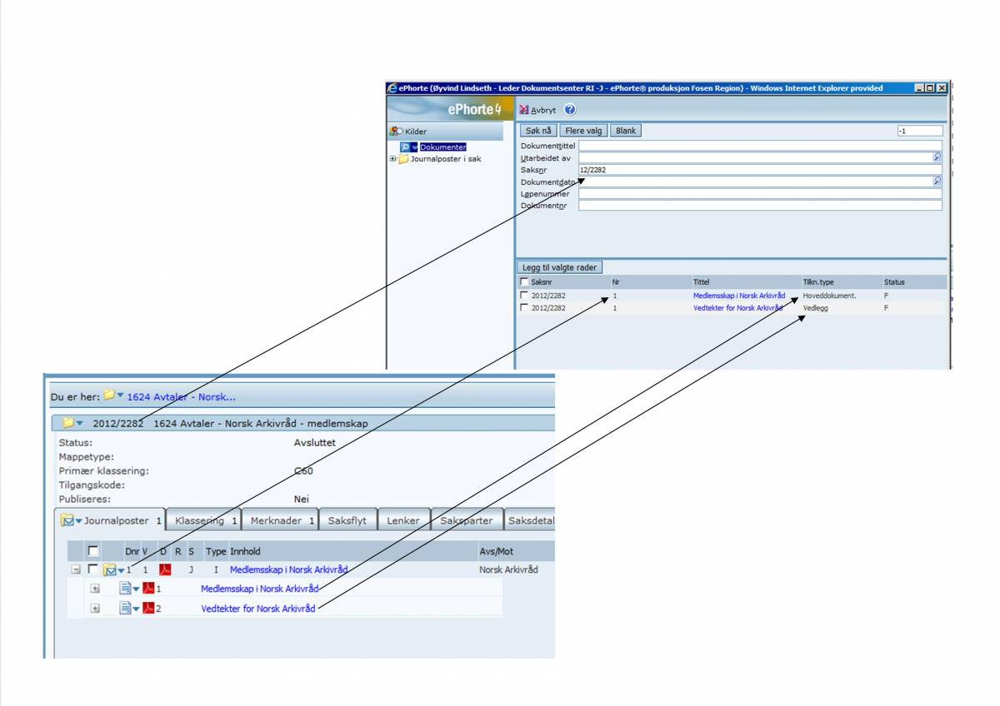 ePhorte (Øyvind Lindseth - Leder Dokumentsenter RI -J - ePhorte® produksjon Fosen Region) - Windows Internet Explorer provided
ePhorte 4
Avbryt
Kilder
Dokumenter
Journalposter i sak
Søk nå Flere valg Blank -1
Dokumenttittel
Utarbeidet av
Saksnr 12/2282
Dokumentdato
Løpenummer
Dokumentnr
Legg til valgte rader
Saksnr Nr Tittel Tilkn.type Status
2012/2282 1 Medlemsskap i Norsk Arkivråd Hoveddokument. F
2012/2282 1 Vedtekter for Norsk Arkivråd Vedlegg F
Du er her: 1624 Avtaler - Norsk...
2012/2282 1624 Avtaler - Norsk Arkivråd - medlemskap
Status: Avsluttet
Mappetype:
Primær klassering: C60
Tilgangskode:
Publiseres: Nei
Journalposter 1 Klassering 1 Merknader 1 Saksflyt Lenker Saksparter Saksdetal
Dnr V D R S Type Innhold Avs/Mot
1 1 J I Medlemsskap i Norsk Arkivråd Norsk Arkivråd
1 Medlemsskap i Norsk Arkivråd
2 Vedtekter for Norsk Arkivråd